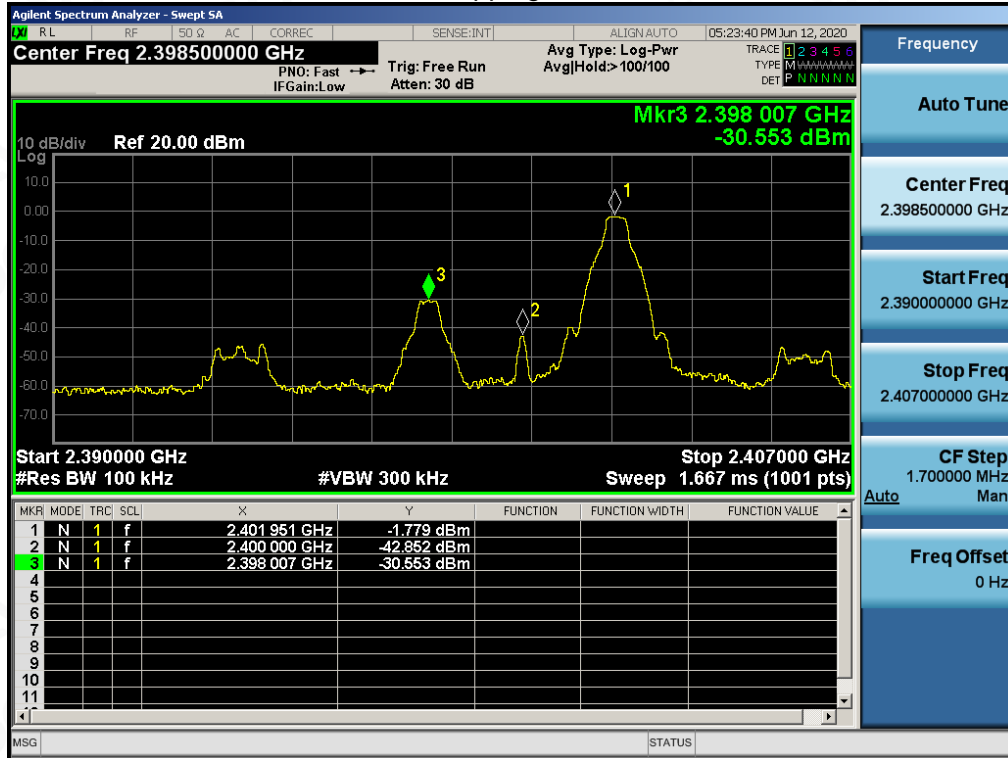 Agilent Spectrum Analyzer - Swept SA
LXI RL RF 50 Ω AC CORREC SENSE:INT ALIGN AUTO 05:23:40 PM Jun 12, 2020
Center Freq 2.398500000 GHz
PNO: Fast
IFGain:Low
Trig: Free Run
Atten: 30 dB
Avg Type: Log-Pwr
Avg|Hold:>100/100
TRACE 1 2 3 4 5 6
TYPE M WWWWW
DET P N N N N N
Mkr3 2.398 007 GHz
-30.553 dBm
10 dB/div Ref 20.00 dBm
Log
10.0
0.00
-10.0
-20.0
-30.0
-40.0
-50.0
-60.0
-70.0
1
2
3
Start 2.390000 GHz Stop 2.407000 GHz
#Res BW 100 kHz #VBW 300 kHz Sweep 1.667 ms (1001 pts)
MKR MODE TRC SCL X Y FUNCTION FUNCTION WIDTH FUNCTION VALUE
1 N 1 f 2.401 951 GHz -1.779 dBm
2 N 1 f 2.400 000 GHz -42.852 dBm
3 N 1 f 2.398 007 GHz -30.553 dBm
4
5
6
7
8
9
10
11
MSG STATUS
Frequency
Auto Tune
Center Freq
2.398500000 GHz
Start Freq
2.390000000 GHz
Stop Freq
2.407000000 GHz
CF Step
1.700000 MHz
Auto Man
Freq Offset
0 Hz